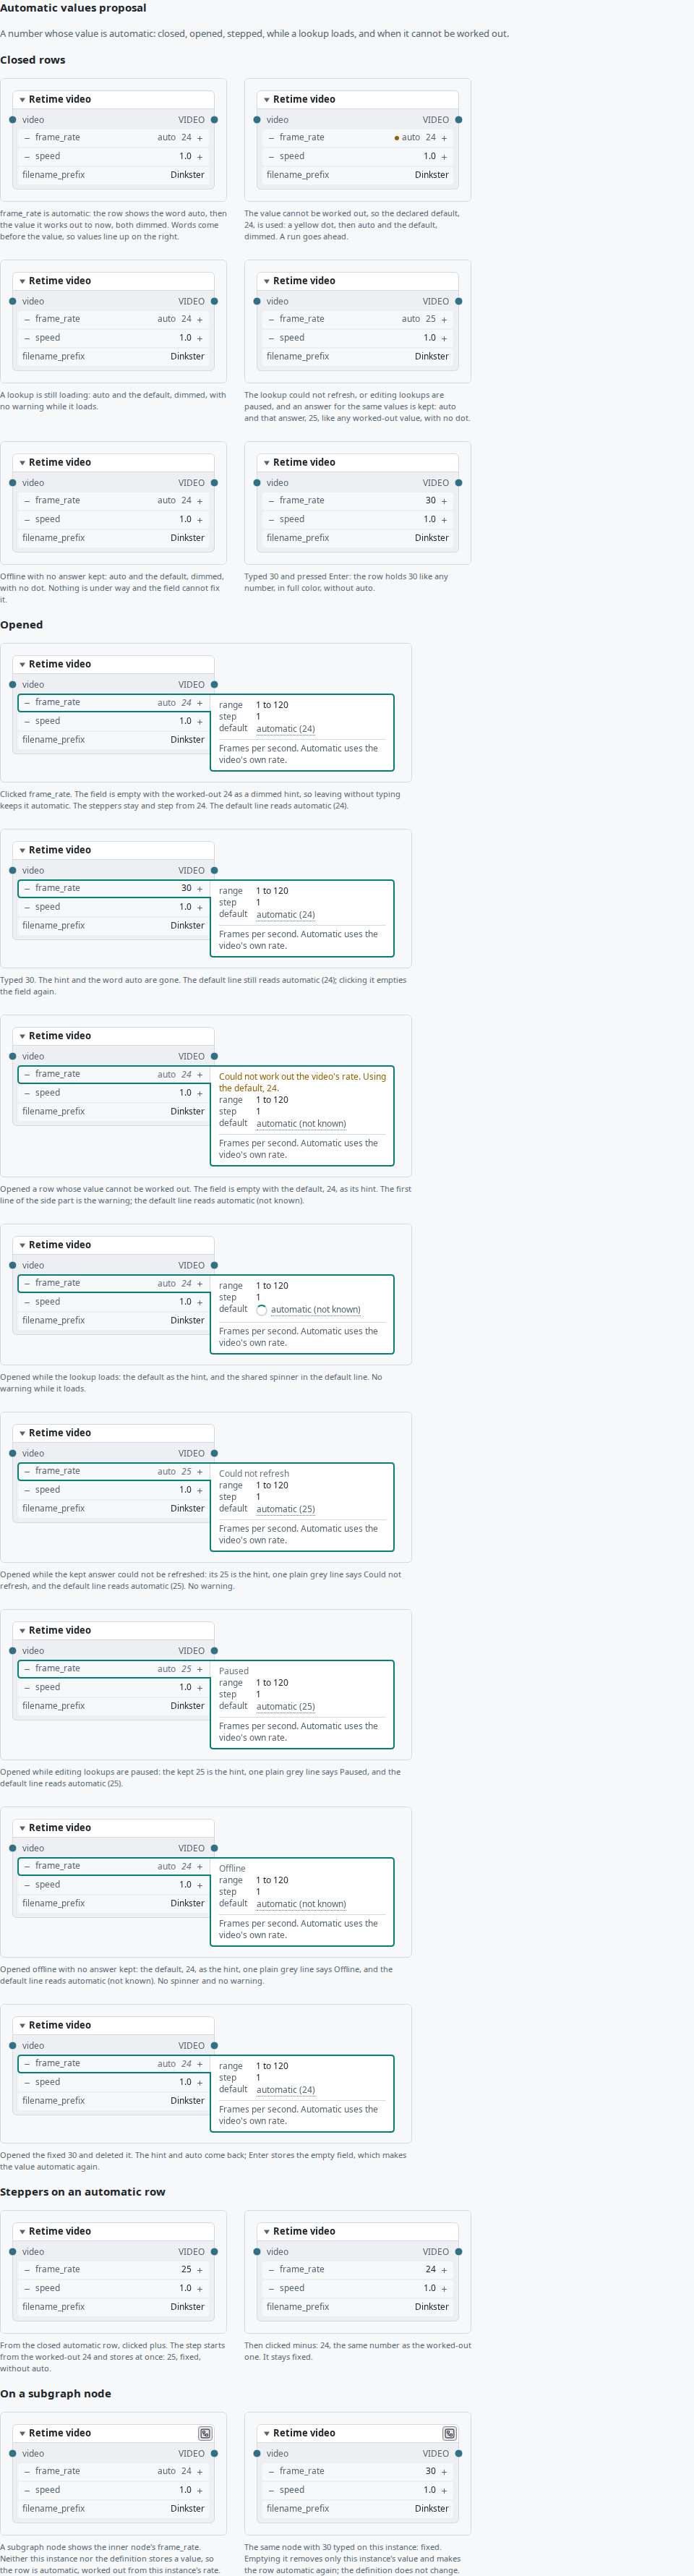 Automatic values proposal
A number whose value is automatic: closed, opened, stepped, while a lookup loads, and when it cannot be worked out.
Closed rows
Retime video
video VIDEO
– frame_rate auto 24 +
– speed 1.0 +
filename_prefix Dinkster
frame_rate is automatic: the row shows the word auto, then
the value it works out to now, both dimmed. Words come
before the value, so values line up on the right.
Retime video
video VIDEO
– frame_rate auto 24 +
– speed 1.0 +
filename_prefix Dinkster
The value cannot be worked out, so the declared default,
24, is used: a yellow dot, then auto and the default,
dimmed. A run goes ahead.
Retime video
video VIDEO
– frame_rate auto 24 +
– speed 1.0 +
filename_prefix Dinkster
A lookup is still loading: auto and the default, dimmed, with
no warning while it loads.
Retime video
video VIDEO
– frame_rate auto 25 +
– speed 1.0 +
filename_prefix Dinkster
The lookup could not refresh, or editing lookups are
paused, and an answer for the same values is kept: auto
and that answer, 25, like any worked-out value, with no dot.
Retime video
video VIDEO
– frame_rate auto 24 +
– speed 1.0 +
filename_prefix Dinkster
Offline with no answer kept: auto and the default, dimmed,
with no dot. Nothing is under way and the field cannot fix
it.
Retime video
video VIDEO
– frame_rate 30 +
– speed 1.0 +
filename_prefix Dinkster
Typed 30 and pressed Enter: the row holds 30 like any
number, in full color, without auto.
Opened
Retime video
video VIDEO
– frame_rate auto 24 +
– speed 1.0 +
filename_prefix Dinkster
range 1 to 120
step 1
default automatic (24)
Frames per second. Automatic uses the
video's own rate.
Clicked frame_rate. The field is empty with the worked-out 24 as a dimmed hint, so leaving without typing
keeps it automatic. The steppers stay and step from 24. The default line reads automatic (24).
Retime video
video VIDEO
– frame_rate 30 +
– speed 1.0 +
filename_prefix Dinkster
range 1 to 120
step 1
default automatic (24)
Frames per second. Automatic uses the
video's own rate.
Typed 30. The hint and the word auto are gone. The default line still reads automatic (24); clicking it empties
the field again.
Retime video
video VIDEO
– frame_rate auto 24 +
– speed 1.0 +
filename_prefix Dinkster
Could not work out the video's rate. Using
the default, 24.
range 1 to 120
step 1
default automatic (not known)
Frames per second. Automatic uses the
video's own rate.
Opened a row whose value cannot be worked out. The field is empty with the default, 24, as its hint. The first
line of the side part is the warning; the default line reads automatic (not known).
Retime video
video VIDEO
– frame_rate auto 24 +
– speed 1.0 +
filename_prefix Dinkster
range 1 to 120
step 1
default automatic (not known)
Frames per second. Automatic uses the
video's own rate.
Opened while the lookup loads: the default as the hint, and the shared spinner in the default line. No
warning while it loads.
Retime video
video VIDEO
– frame_rate auto 25 +
– speed 1.0 +
filename_prefix Dinkster
Could not refresh
range 1 to 120
step 1
default automatic (25)
Frames per second. Automatic uses the
video's own rate.
Opened while the kept answer could not be refreshed: its 25 is the hint, one plain grey line says Could not
refresh, and the default line reads automatic (25). No warning.
Retime video
video VIDEO
– frame_rate auto 25 +
– speed 1.0 +
filename_prefix Dinkster
Paused
range 1 to 120
step 1
default automatic (25)
Frames per second. Automatic uses the
video's own rate.
Opened while editing lookups are paused: the kept 25 is the hint, one plain grey line says Paused, and the
default line reads automatic (25).
Retime video
video VIDEO
– frame_rate auto 24 +
– speed 1.0 +
filename_prefix Dinkster
Offline
range 1 to 120
step 1
default automatic (not known)
Frames per second. Automatic uses the
video's own rate.
Opened offline with no answer kept: the default, 24, as the hint, one plain grey line says Offline, and the
default line reads automatic (not known). No spinner and no warning.
Retime video
video VIDEO
– frame_rate auto 24 +
– speed 1.0 +
filename_prefix Dinkster
range 1 to 120
step 1
default automatic (24)
Frames per second. Automatic uses the
video's own rate.
Opened the fixed 30 and deleted it. The hint and auto come back; Enter stores the empty field, which makes
the value automatic again.
Steppers on an automatic row
Retime video
video VIDEO
– frame_rate 25 +
– speed 1.0 +
filename_prefix Dinkster
From the closed automatic row, clicked plus. The step starts
from the worked-out 24 and stores at once: 25, fixed,
without auto.
Retime video
video VIDEO
– frame_rate 24 +
– speed 1.0 +
filename_prefix Dinkster
Then clicked minus: 24, the same number as the worked-out
one. It stays fixed.
On a subgraph node
Retime video
video VIDEO
– frame_rate auto 24 +
– speed 1.0 +
filename_prefix Dinkster
A subgraph node shows the inner node's frame_rate.
Neither this instance nor the definition stores a value, so
the row is automatic, worked out from this instance's rate.
Retime video
video VIDEO
– frame_rate 30 +
– speed 1.0 +
filename_prefix Dinkster
The same node with 30 typed on this instance: fixed.
Emptying it removes only this instance's value and makes
the row automatic again; the definition does not change.